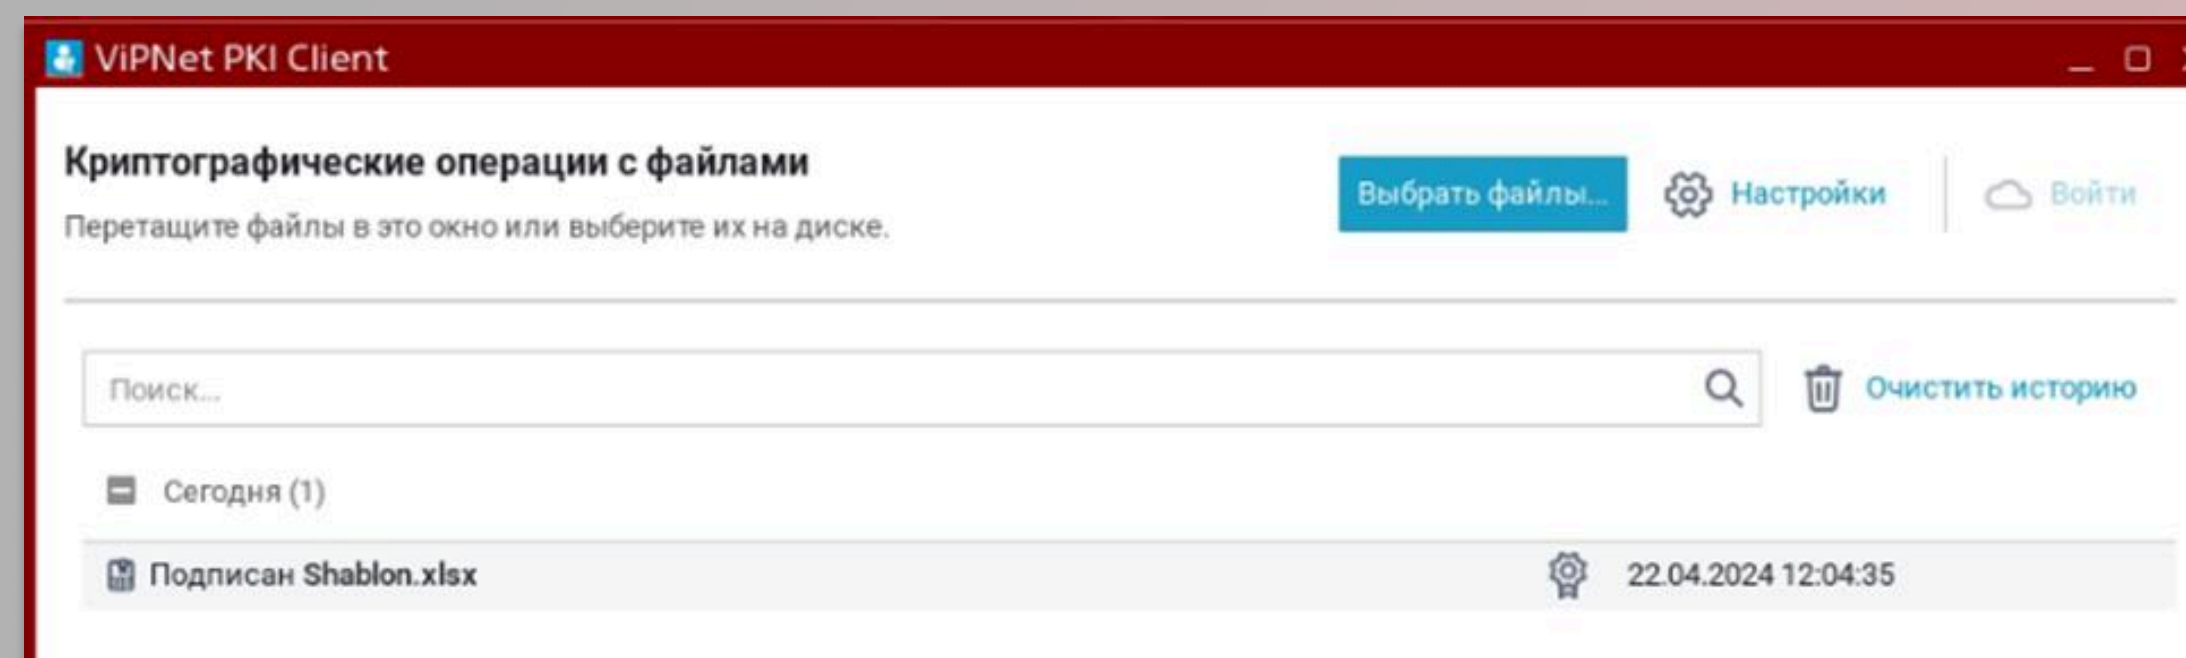 ViPNet PKI Client
Криптографические операции с файлами
Перетащите файлы в это окно или выберите их на диске.
Выбрать файлы...
Настройки
Войти
Поиск...
Очистить историю
Сегодня (1)
Подписан Shablon.xlsx 22.04.2024 12:04:35